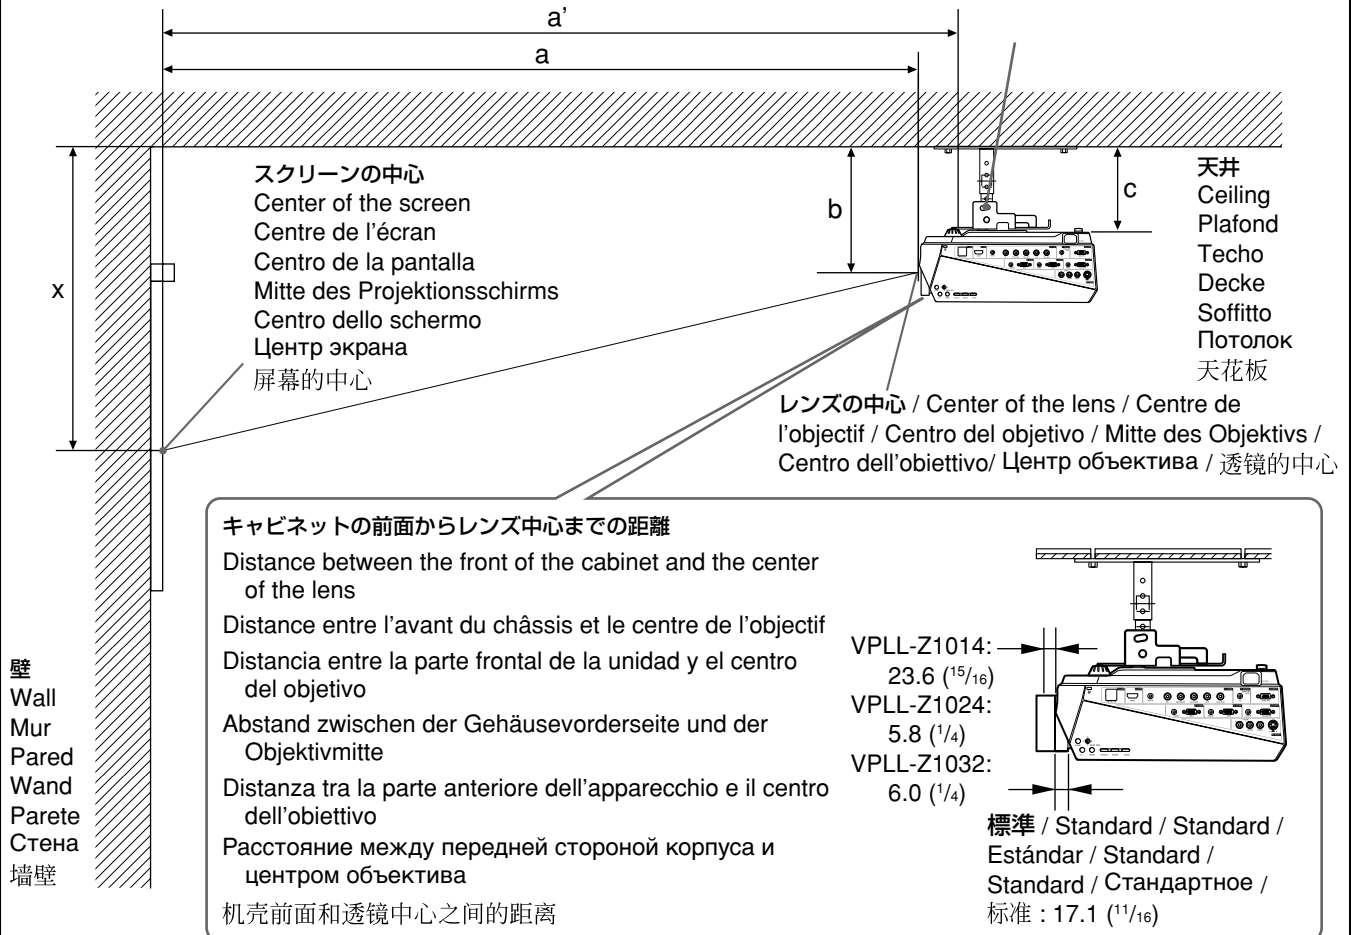 a’
a
スクリーンの中心
Center of the screen
Centre de l’écran
Centro de la pantalla
Mitte des Projektionsschirms
Centro dello schermo
Центр экрана
屏幕的中心
x
b
c
天井
Ceiling
Plafond
Techo
Decke
Soffitto
Потолок
天花板
レンズの中心 / Center of the lens / Centre de
l’objectif / Centro del objetivo / Mitte des Objektivs /
Centro dell’obiettivo/ Центр объектива / 透镜的中心
壁
Wall
Mur
Pared
Wand
Parete
Стена
墙壁
キャビネットの前面からレンズ中心までの距離
Distance between the front of the cabinet and the center
of the lens
Distance entre l’avant du châssis et le centre de l’objectif
Distancia entre la parte frontal de la unidad y el centro
del objetivo
Abstand zwischen der Gehäusevorderseite und der
Objektivmitte
Distanza tra la parte anteriore dell’apparecchio e il centro
dell’obiettivo
Расстояние между передней стороной корпуса и
центром объектива
机壳前面和透镜中心之间的距离
VPLL-Z1014:
23.6 (15/16)
VPLL-Z1024:
5.8 (1/4)
VPLL-Z1032:
6.0 (1/4)
標準 / Standard / Standard /
Estándar / Standard /
Standard / Стандартное /
标准 : 17.1 (11/16)